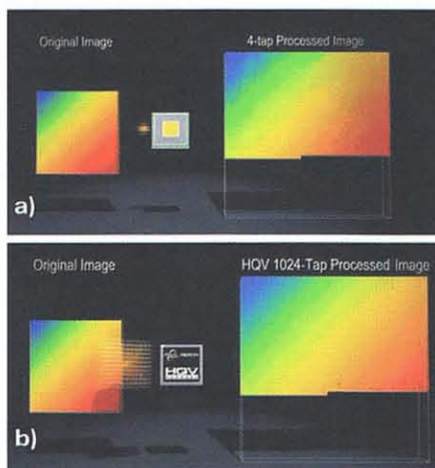 Original Image
4-tap Processed Image
a)
Original Image
HQV 1024-Tap Processed Image
HQV
b)